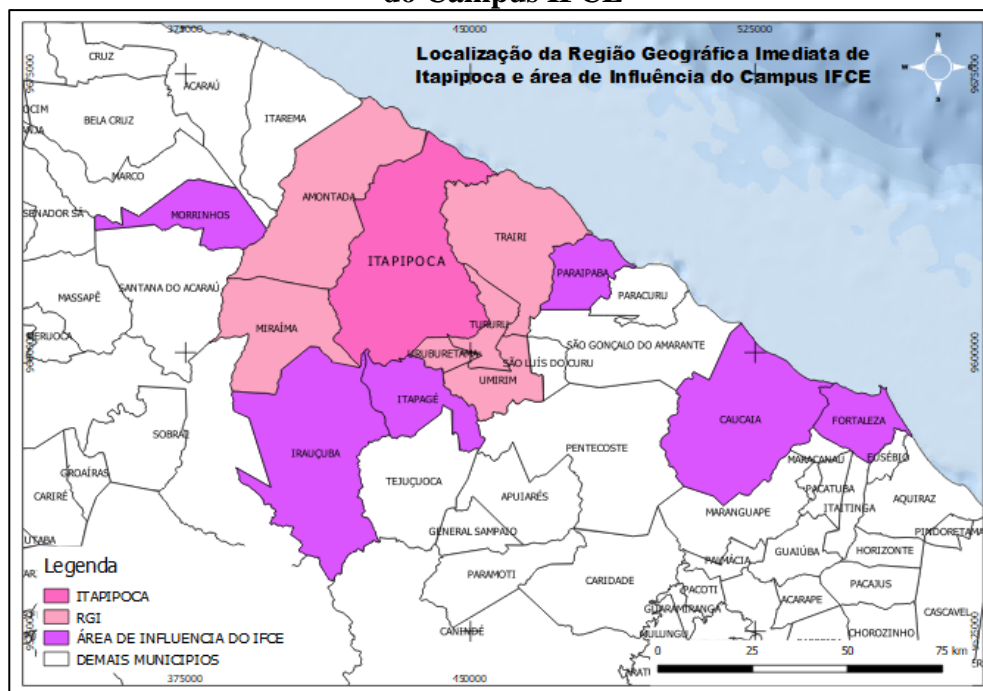 do Campus IFCE
375000
450000
525000
Localização da Região Geográfica Imediata de
Itapipoca e área de Influência do Campus IFCE
N
S
9675000
9675000
CRUZ
ACARAÚ
ITAREMA
BELA CRUZ
MARCO
MORRINHOS
SENADOR SÁ
AMONTADA
TRAIRI
ITAPIPOCA
PARAIPABA
PARACURU
SANTANA DO ACARAÚ
MASSAPÊ
MIRAÍMA
TURURU
SÃO GONÇALO DO AMARANTE
URUBURETAMA
SÃO LUÍS DO CURU
UMIRIM
9600000
ITAPAGÉ
CAUCAIA
FORTALEZA
SOBRAL
IRAUÇUBA
PENTECOSTE
EUSÉBIO
MARACANAÚ
GROAÍRAS
TEJUÇUOCA
PACATUBA
CARIRÉ
APUIARÉS
AQUIRAZ
ITAITINGA
MARANGUAPE
GENERAL SAMPAIO
PINDORETAMA
GUAIÚBA
HORIZONTE
PALMÁCIA
PARAMOTI
CARIDADE
PACOTI
PACAJUS
ACARAPE
GUARAMIRANGA
CASCAVEL
CANINDÉ
MULUNGU
CHOROZINHO
Legenda
ITAPIPOCA
RGI
ÁREA DE INFLUENCIA DO IFCE
DEMAIS MUNICIPIOS
0 25 50 75 km
375000
450000